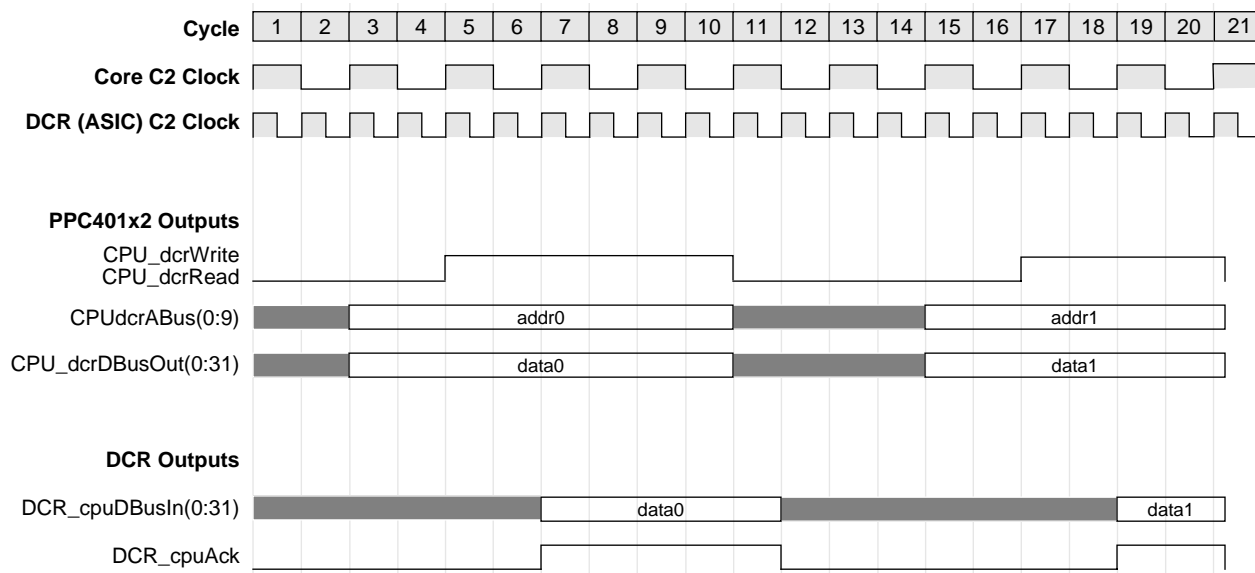 Cycle 1 2 3 4 5 6 7 8 9 10 11 12 13 14 15 16 17 18 19 20 21
Core C2 Clock
DCR (ASIC) C2 Clock
PPC401x2 Outputs
CPU_dcrWrite
CPU_dcrRead
CPUdcrABus(0:9) addr0 addr1
CPU_dcrDBusOut(0:31) data0 data1
DCR Outputs
DCR_cpuDBusIn(0:31) data0 data1
DCR_cpuAck